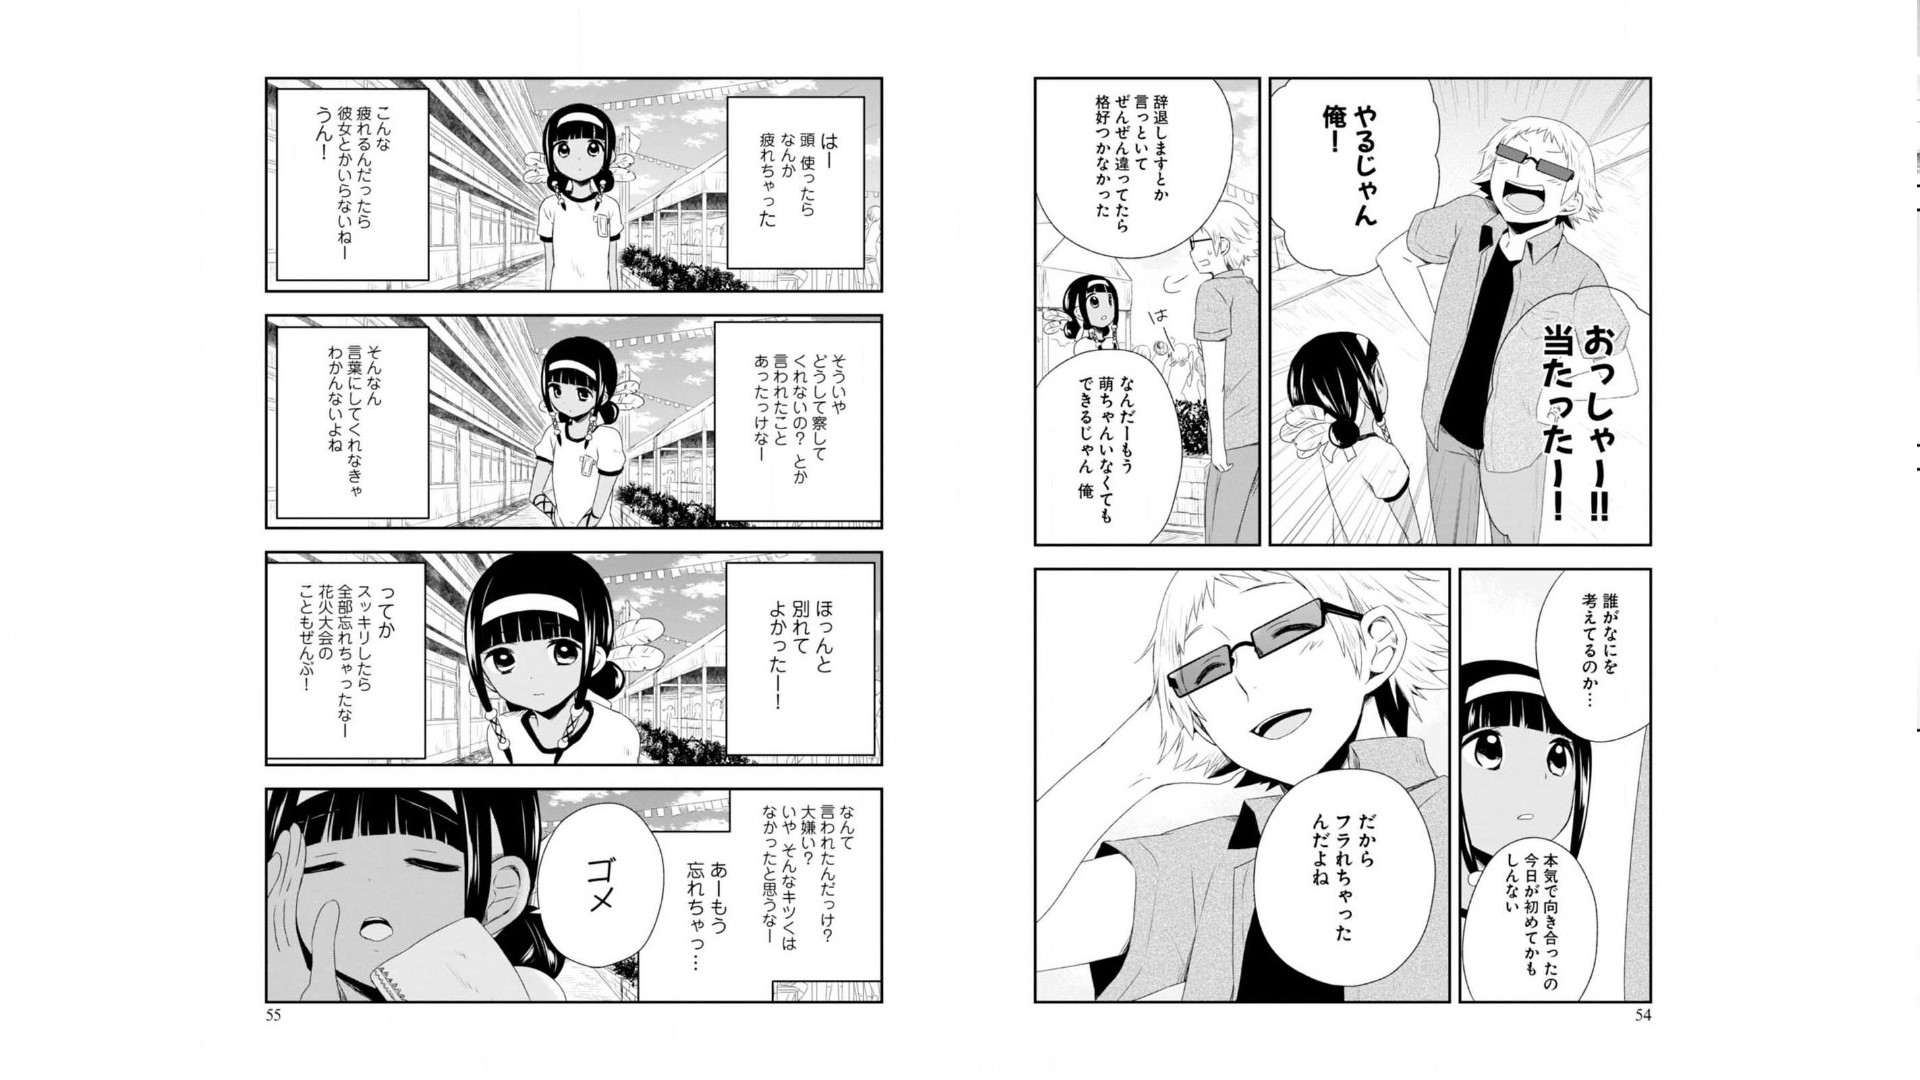 おっしゃー!!
当たったー!
やるじゃん
俺!
辞退しますとか
言っといて
ぜんぜん違ってたら
格好つかなかった
は
なんだーもう
萌ちゃんいなくても
できるじゃん 俺
誰がなにを
考えてるのか…
本気で向き合ったの
今日が初めてかも
しんない
だから
フラれちゃった
んだよね
54
はー
頭 使ったら
なんか
疲れちゃった
こんな
疲れるんだったら
彼女とかいらないねー
うん!
そういや
どうして察して
くれないの? とか
言われたこと
あったっけなー
そんなん
言葉にしてくれなきゃ
わかんないよね
ほっんと
別れて
よかったー!
ってか
スッキリしたら
全部忘れちゃったなー
花火大会の
こともぜんぶ!
なんて
言われたんだっけ?
大嫌い?
いや そんなキツくは
なかったと思うなー
あーもう
忘れちゃっ…
ゴメ
55